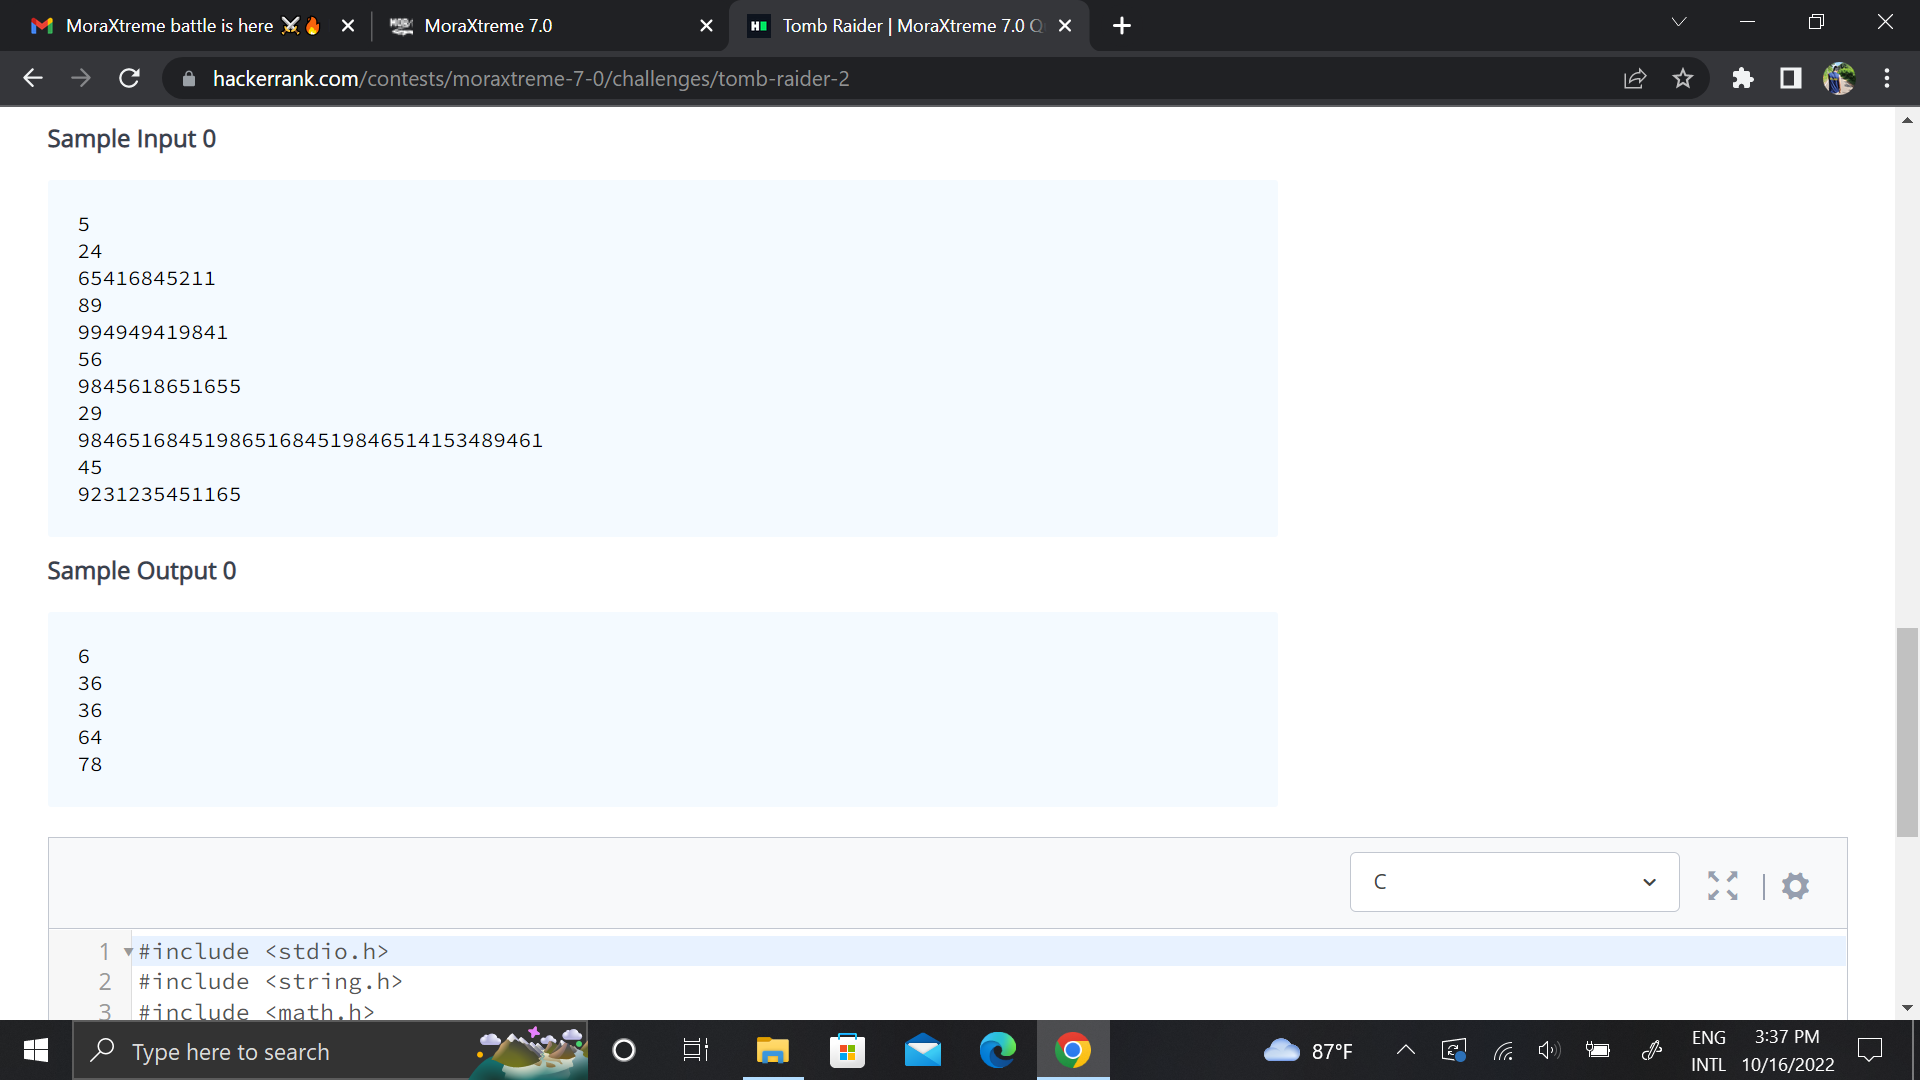 MoraXtreme battle is here ⚔🔥
MoraXtreme 7.0
Tomb Raider | MoraXtreme 7.0 Q
hackerrank.com/contests/moraxtreme-7-0/challenges/tomb-raider-2
Sample Input 0
5
24
65416845211
89
994949419841
56
9845618651655
29
9846516845198651684519846514153489461
45
9231235451165
Sample Output 0
6
36
36
64
78
C
1 #include <stdio.h>
2 #include <string.h>
3 #include <math.h>
Type here to search
87°F
ENG
INTL
3:37 PM
10/16/2022